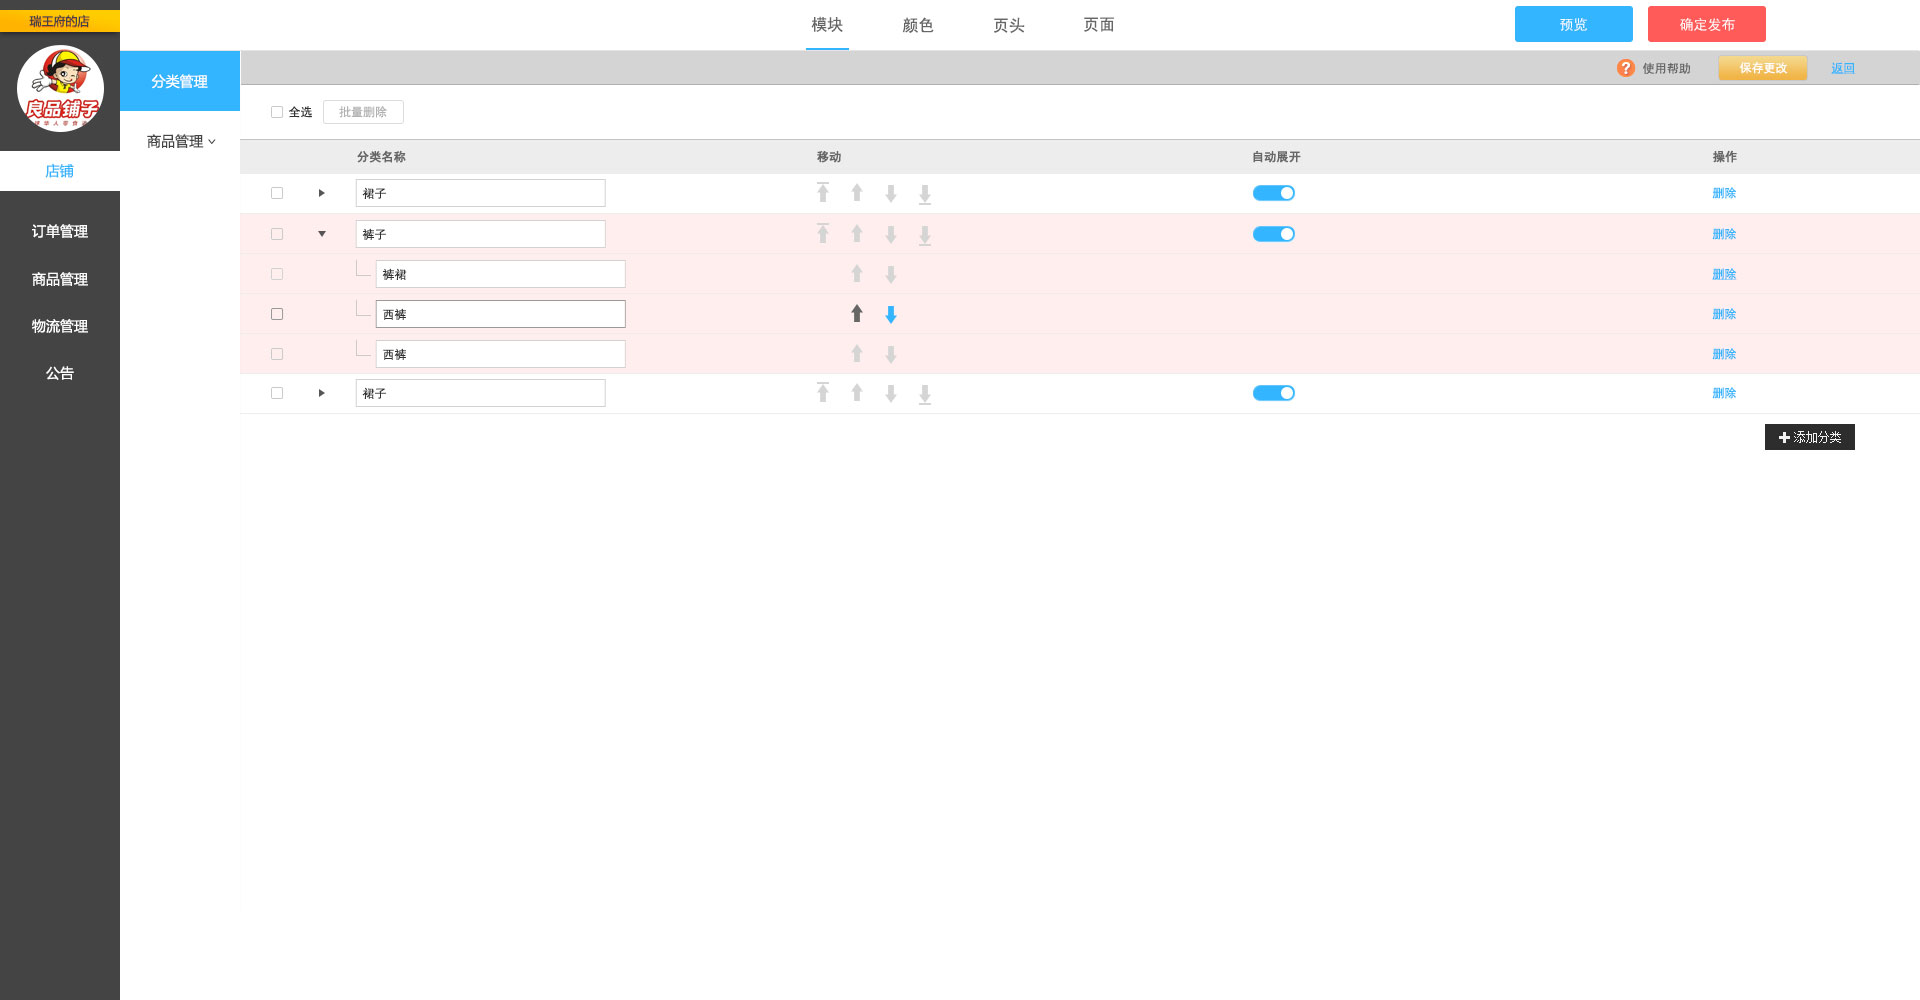 瑞王府的店
良品铺子
店铺
订单管理
商品管理
物流管理
公告
模块 颜色 页头 页面
预览 确定发布
分类管理
商品管理
使用帮助 保存更改 返回
全选 批量删除
分类名称 移动 自动展开 操作
裙子 删除
裤子 删除
裤裙 删除
西裤 删除
西裤 删除
裙子 删除
添加分类